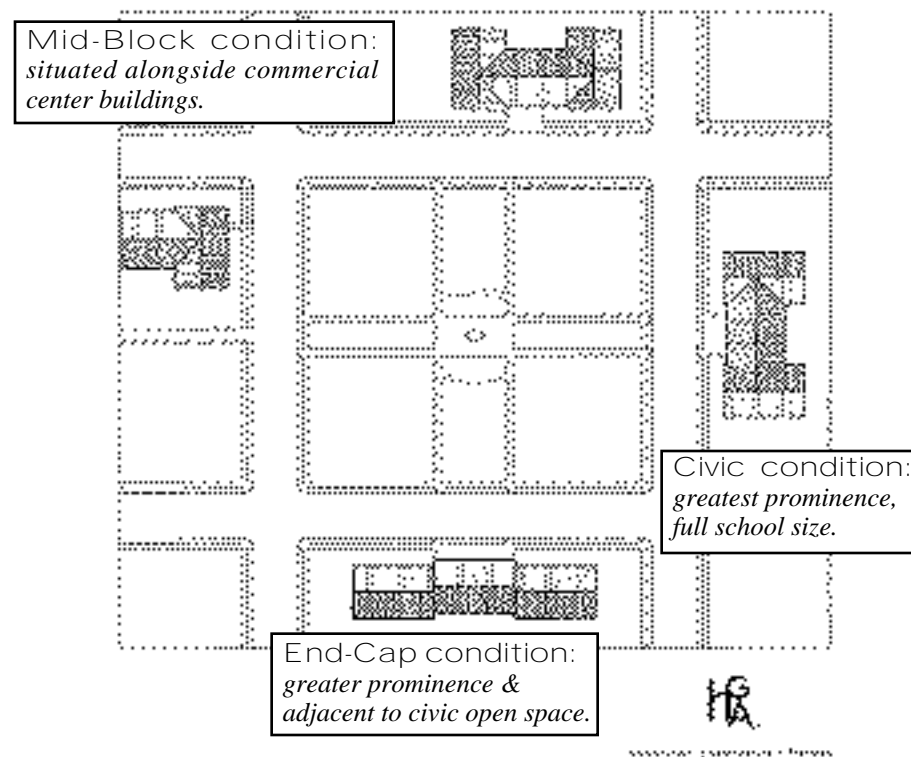 Mid-Block condition:
situated alongside commercial
center buildings.
Civic condition:
greatest prominence,
full school size.
End-Cap condition:
greater prominence &
adjacent to civic open space.